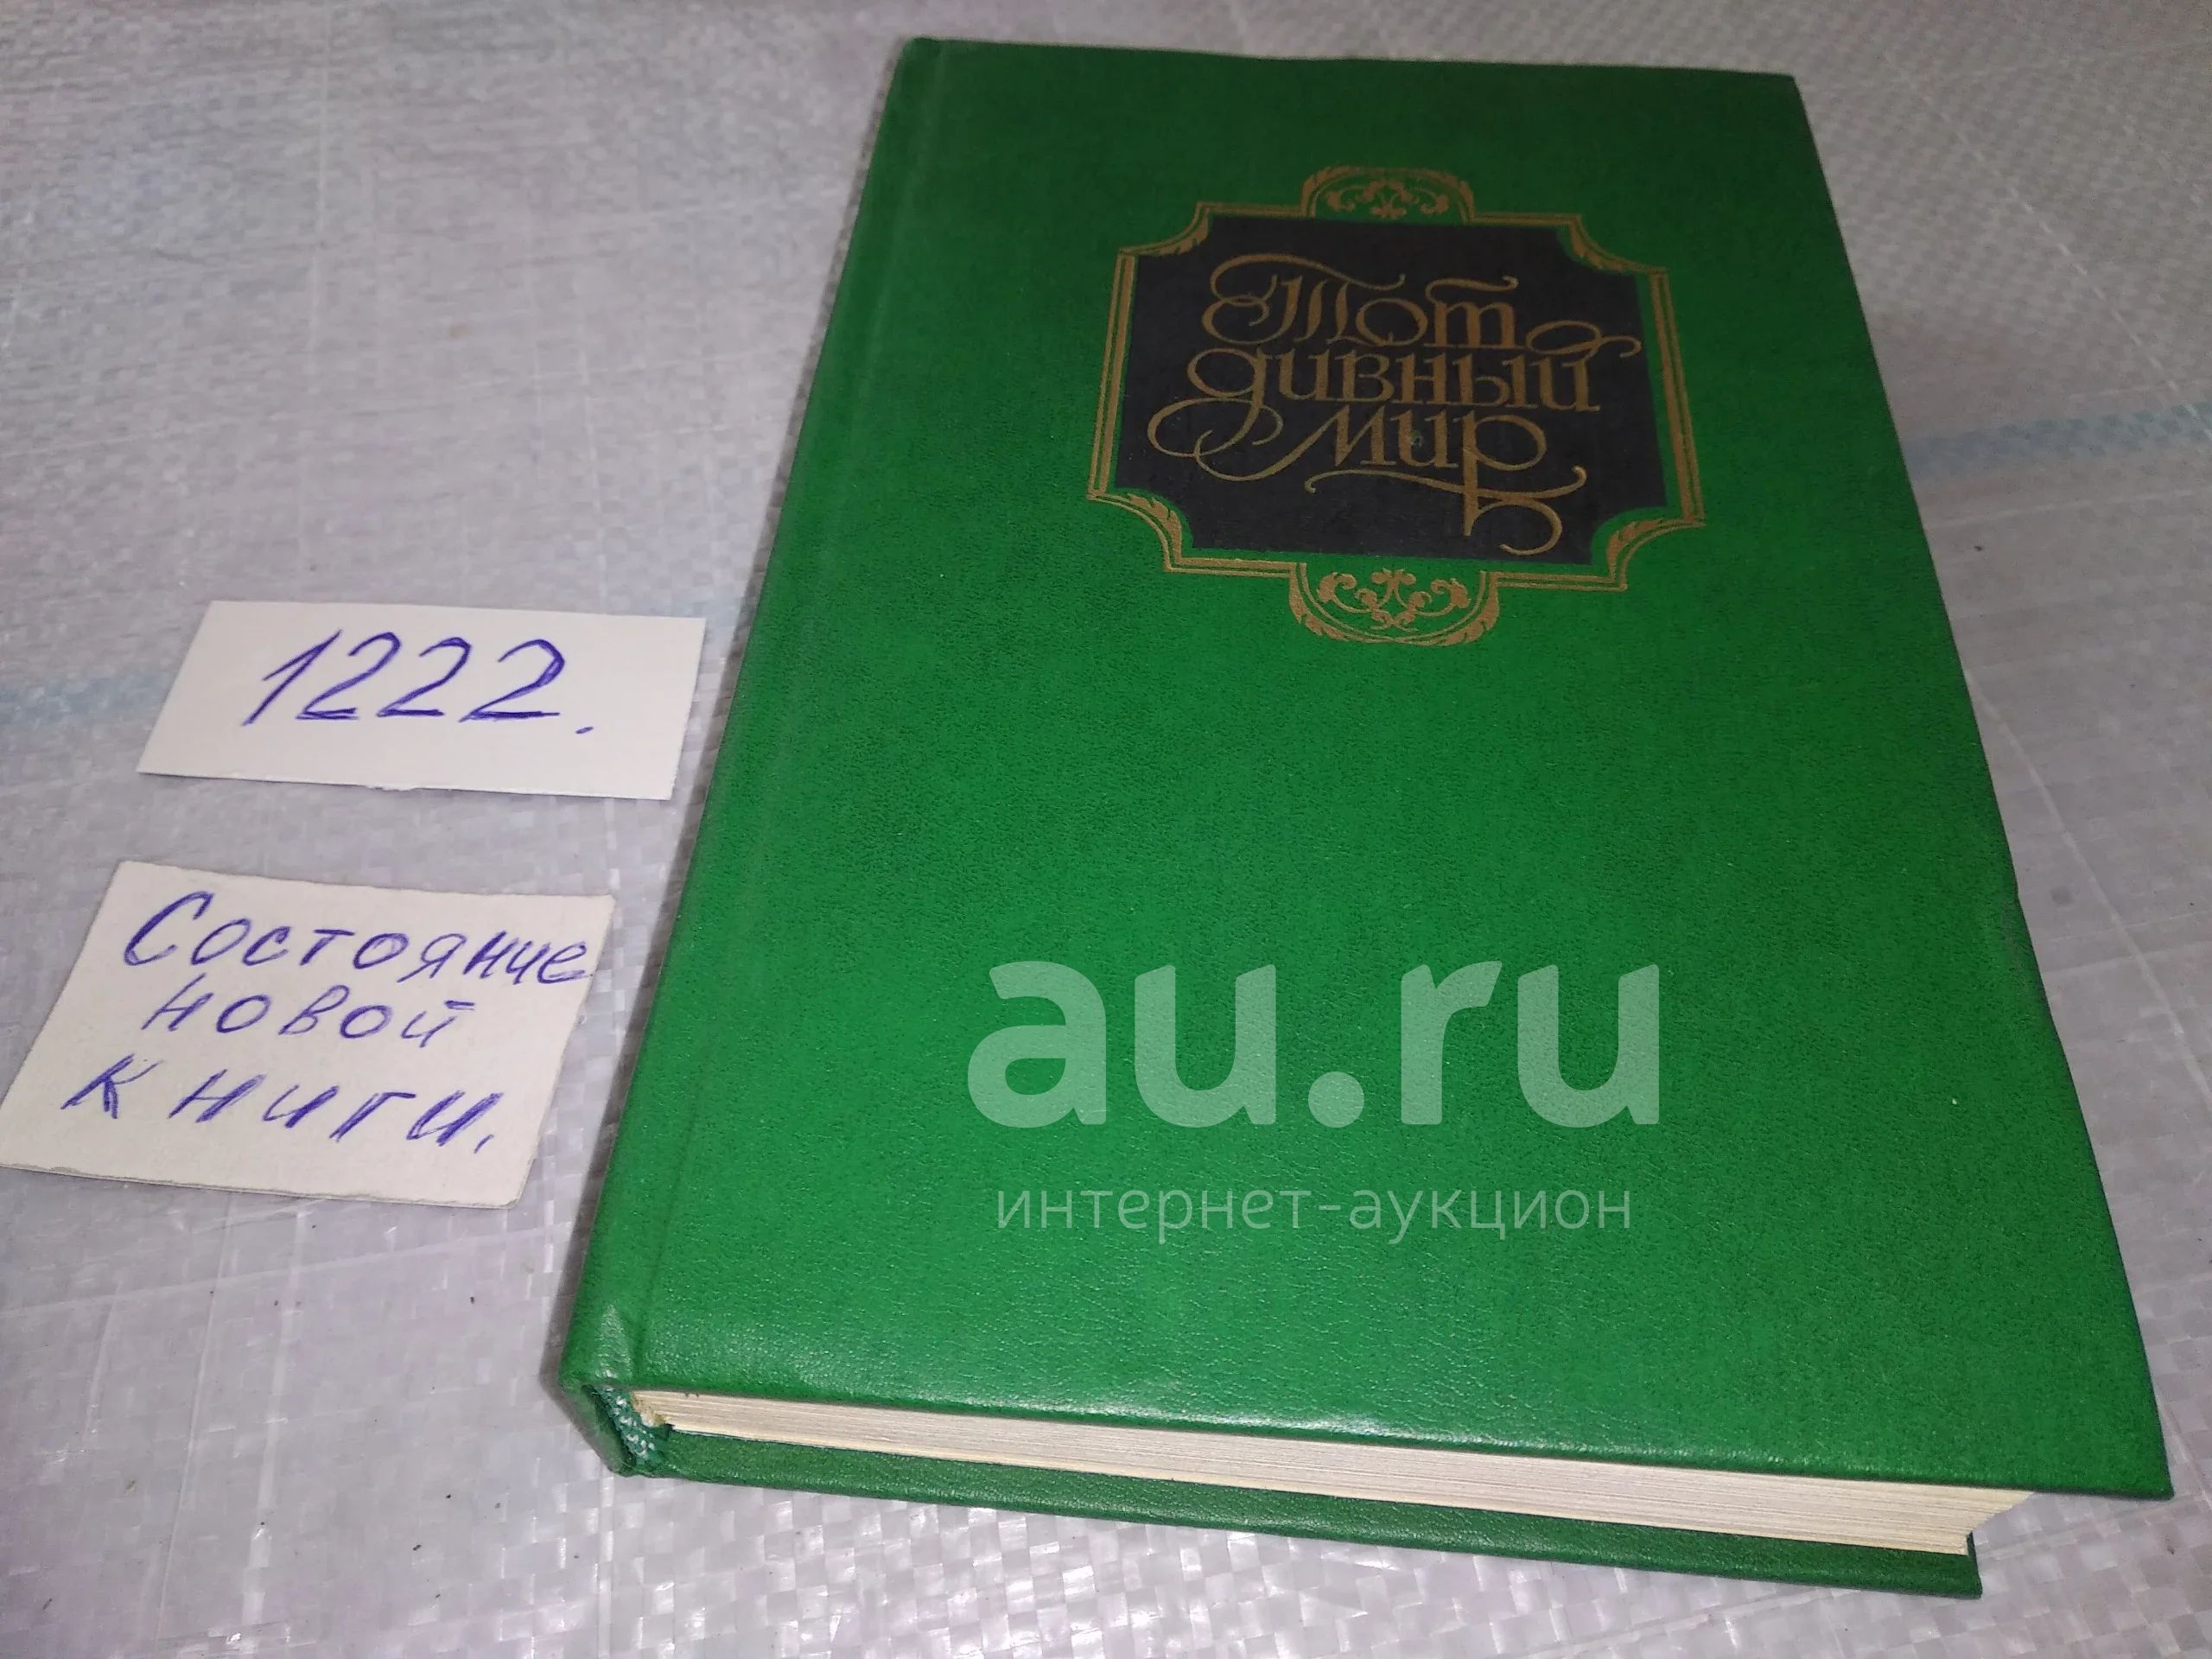 Тот
дивный
мир
1222.
Состояние
новой
книги.
au.ru
интернет-аукцион